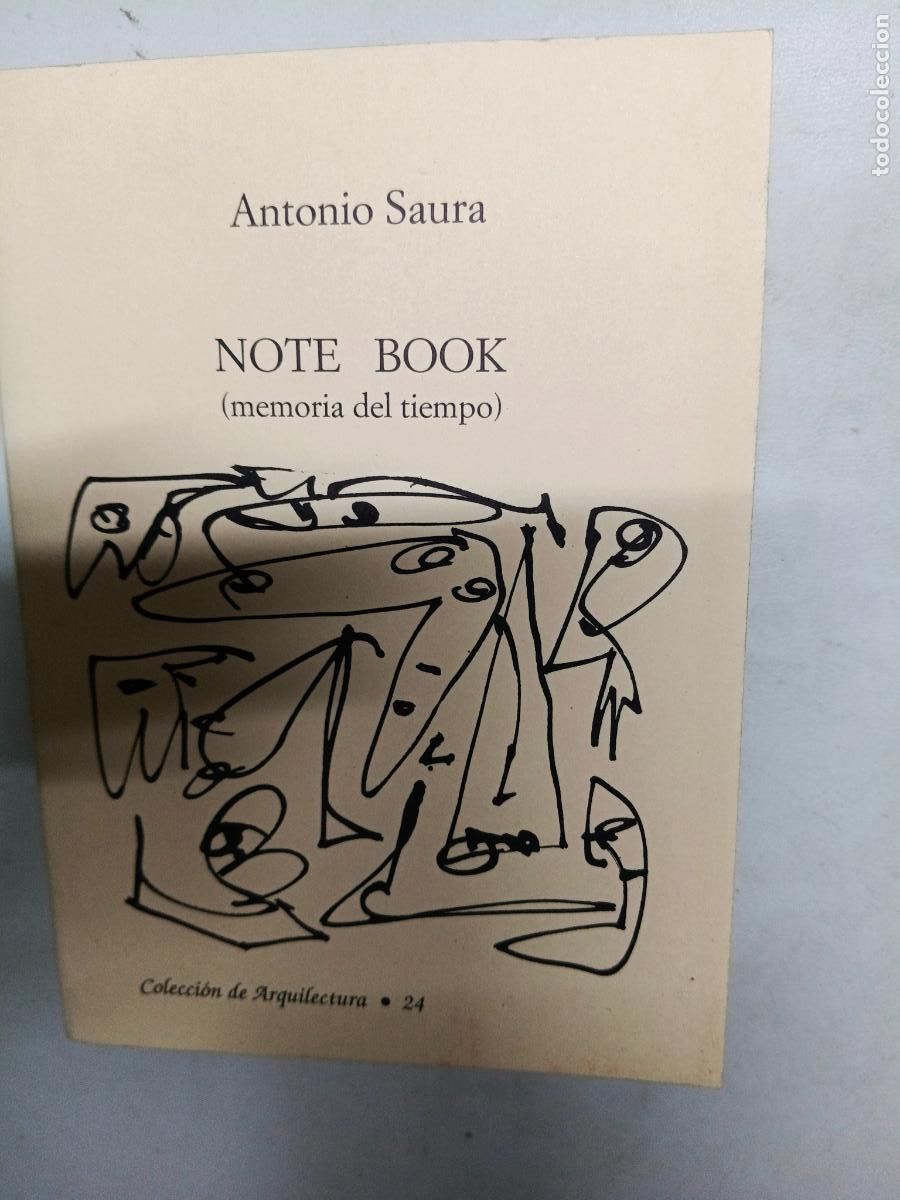 todocoleccion
Antonio Saura
NOTE BOOK
(memoria del tiempo)
Colección de Arquilectura • 24